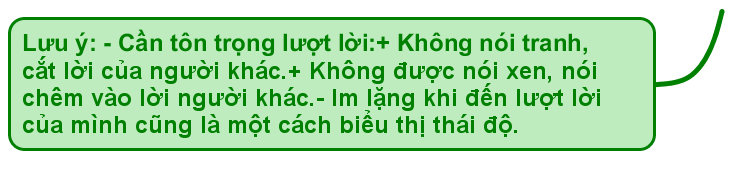 Lưu ý: - Cần tôn trọng lượt lời:+ Không nói tranh,
cắt lời của người khác.+ Không được nói xen, nói
chêm vào lời người khác.- Im lặng khi đến lượt lời
của mình cũng là một cách biểu thị thái độ.